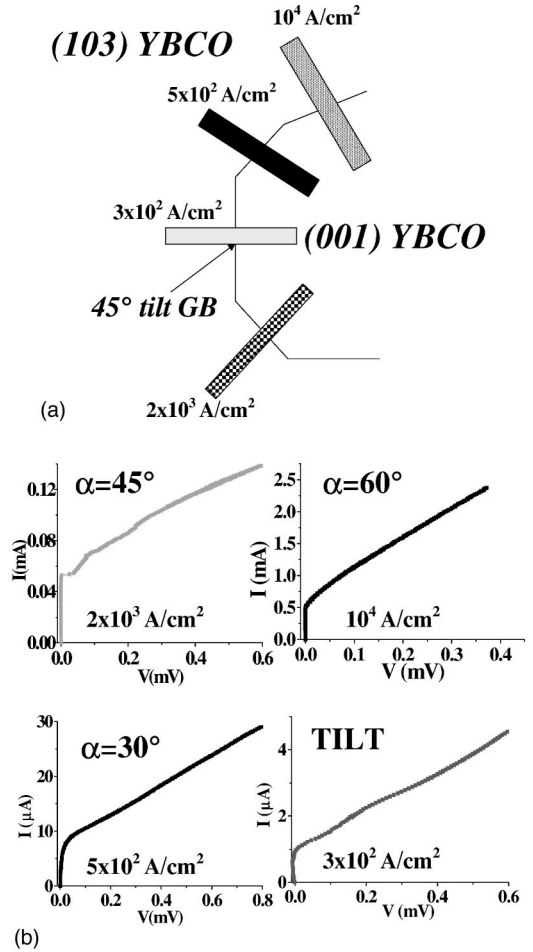 10⁴ A/cm²
(103) YBCO
5x10² A/cm²
3x10² A/cm²
(001) YBCO
45° tilt GB
2x10³ A/cm²
(a)
α=45°
I(mA)
0.12
0.08
0.04
0.00
2x10³ A/cm²
0.0 0.2 0.4 0.6
V(mV)
α=60°
I (mA)
2.5
2.0
1.5
1.0
0.5
0.0
10⁴ A/cm²
0.0 0.1 0.2 0.3 0.4
V (mV)
α=30°
I (μA)
30
20
10
0
5x10² A/cm²
0.0 0.2 0.4 0.6 0.8
V(mV)
TILT
I (μA)
4
2
0
3x10² A/cm²
0.0 0.2 0.4 0.6
V (mV)
(b)